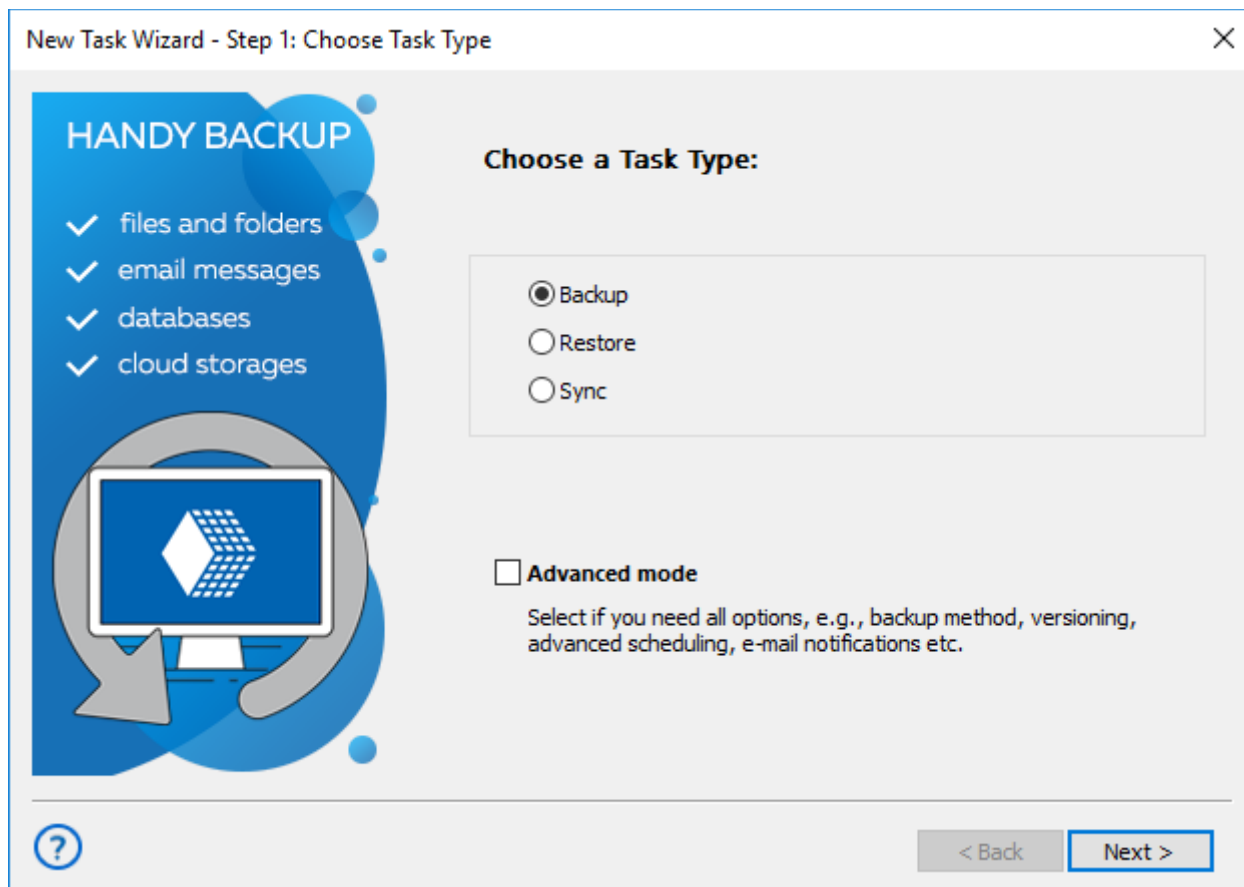 New Task Wizard - Step 1: Choose Task Type
HANDY BACKUP
files and folders
email messages
databases
cloud storages
Choose a Task Type:
Backup
Restore
Sync
Advanced mode
Select if you need all options, e.g., backup method, versioning,
advanced scheduling, e-mail notifications etc.
?
< Back
Next >